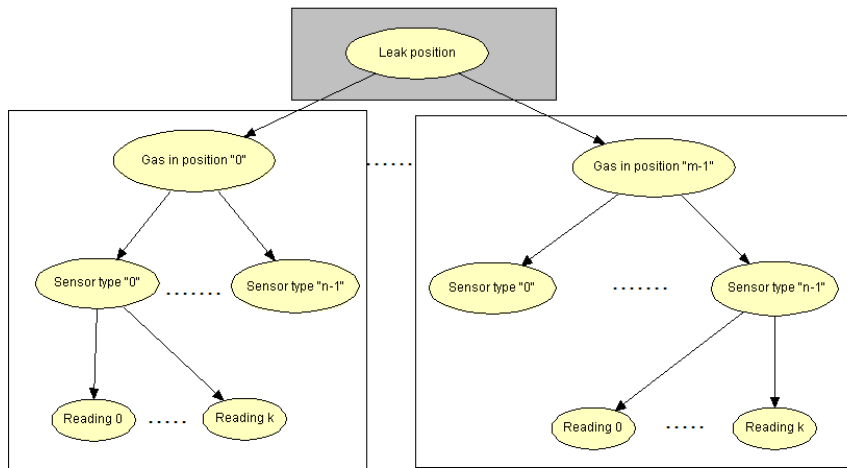 Leak position
Gas in position "0"
......
Gas in position "m-1"
Sensor type "0"
.......
Sensor type "n-1"
Sensor type "0"
.......
Sensor type "n-1"
Reading 0
.....
Reading k
Reading 0
.....
Reading k